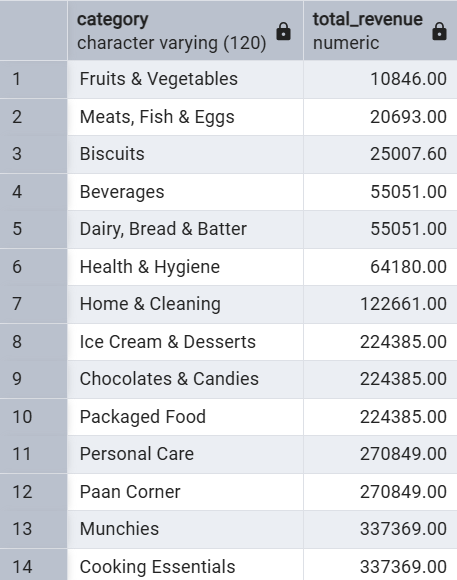 category total_revenue
character varying (120) numeric
1 Fruits & Vegetables 10846.00
2 Meats, Fish & Eggs 20693.00
3 Biscuits 25007.60
4 Beverages 55051.00
5 Dairy, Bread & Batter 55051.00
6 Health & Hygiene 64180.00
7 Home & Cleaning 122661.00
8 Ice Cream & Desserts 224385.00
9 Chocolates & Candies 224385.00
10 Packaged Food 224385.00
11 Personal Care 270849.00
12 Paan Corner 270849.00
13 Munchies 337369.00
14 Cooking Essentials 337369.00